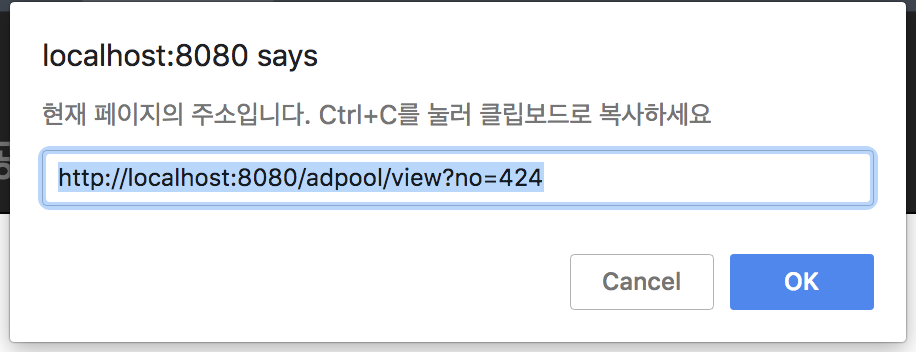 localhost:8080 says
현재 페이지의 주소입니다. Ctrl+C를 눌러 클립보드로 복사하세요
http://localhost:8080/adpool/view?no=424
Cancel
OK